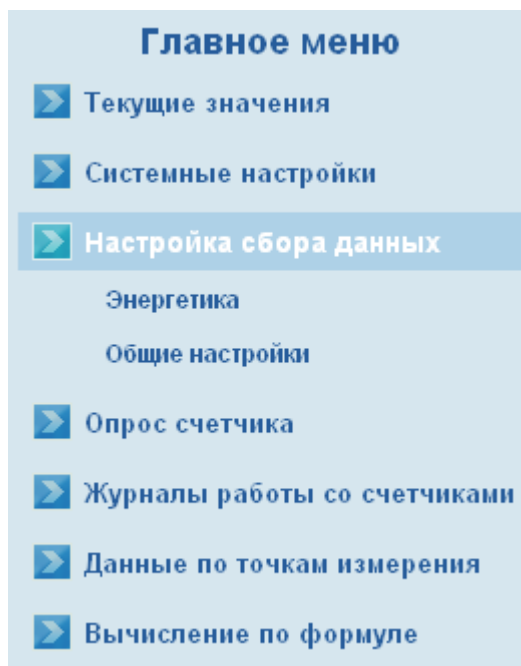 Главное меню
Текущие значения
Системные настройки
Настройка сбора данных
Энергетика
Общие настройки
Опрос счетчика
Журналы работы со счетчиками
Данные по точкам измерения
Вычисление по формуле